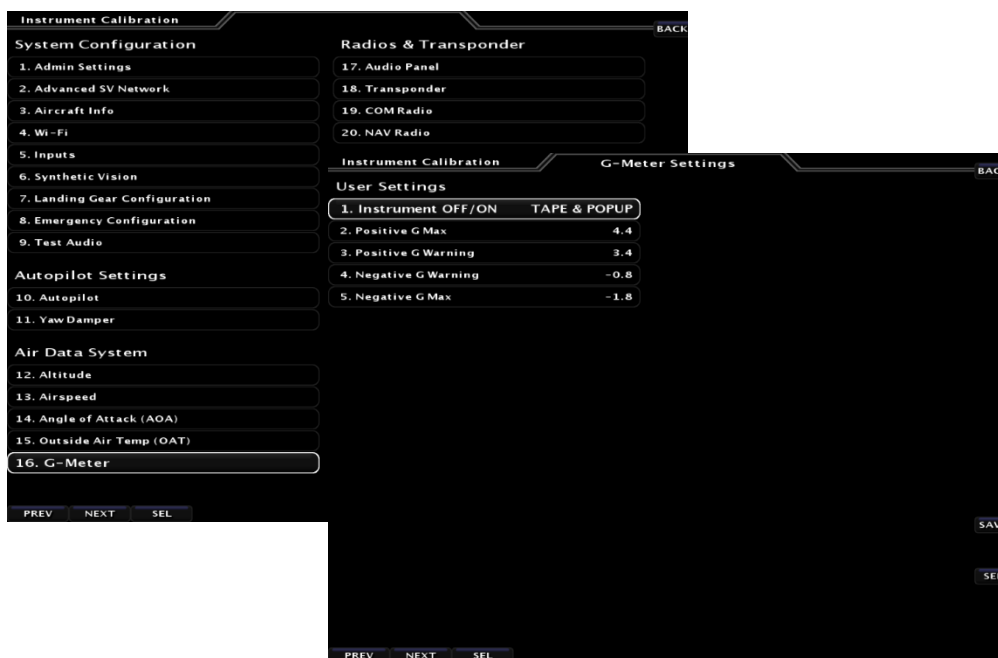 Instrument Calibration
BACK
System Configuration
1. Admin Settings
2. Advanced SV Network
3. Aircraft Info
4. Wi-Fi
5. Inputs
6. Synthetic Vision
7. Landing Gear Configuration
8. Emergency Configuration
9. Test Audio
Autopilot Settings
10. Autopilot
11. Yaw Damper
Air Data System
12. Altitude
13. Airspeed
14. Angle of Attack (AOA)
15. Outside Air Temp (OAT)
16. G-Meter
PREV NEXT SEL
Radios & Transponder
17. Audio Panel
18. Transponder
19. COM Radio
20. NAV Radio
Instrument Calibration G-Meter Settings
BAC
User Settings
1. Instrument OFF/ON TAPE & POPUP
2. Positive G Max 4.4
3. Positive G Warning 3.4
4. Negative G Warning -0.8
5. Negative G Max -1.8
SAV
SE
PREV NEXT SEL